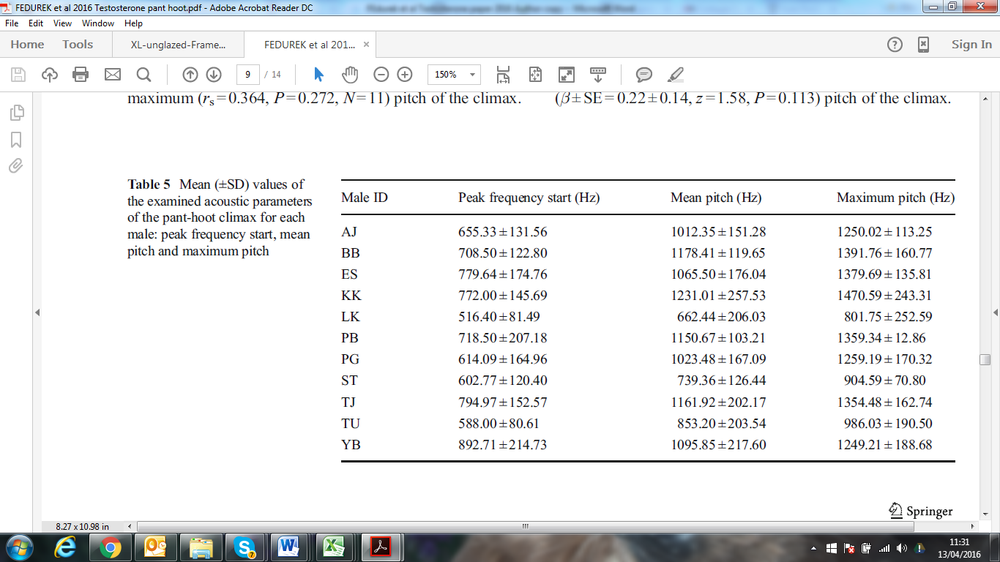 FEDUREK et al 2016 Testosterone pant hoot.pdf - Adobe Acrobat Reader DC
File Edit View Window Help
Home Tools XL-unglazed-Frame... FEDUREK et al 201... × Sign In
9 / 14 150%
maximum (rs=0.364, P=0.272, N=11) pitch of the climax.
(β±SE=0.22±0.14, z=1.58, P=0.113) pitch of the climax.
Table 5 Mean (±SD) values of
the examined acoustic parameters
of the pant-hoot climax for each
male: peak frequency start, mean
pitch and maximum pitch
Male ID Peak frequency start (Hz) Mean pitch (Hz) Maximum pitch (Hz)
AJ 655.33±131.56 1012.35±151.28 1250.02±113.25
BB 708.50±122.80 1178.41±119.65 1391.76±160.77
ES 779.64±174.76 1065.50±176.04 1379.69±135.81
KK 772.00±145.69 1231.01±257.53 1470.59±243.31
LK 516.40±81.49 662.44±206.03 801.75±252.59
PB 718.50±207.18 1150.67±103.21 1359.34±12.86
PG 614.09±164.96 1023.48±167.09 1259.19±170.32
ST 602.77±120.40 739.36±126.44 904.59±70.80
TJ 794.97±152.57 1161.92±202.17 1354.48±162.74
TU 588.00±80.61 853.20±203.54 986.03±190.50
YB 892.71±214.73 1095.85±217.60 1249.21±188.68
Springer
8.27 x 10.98 in
7
11:31
13/04/2016